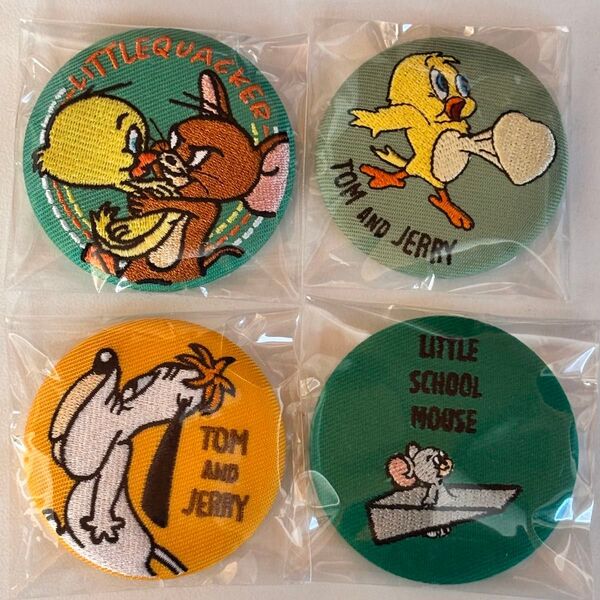 LITTLEQUACKER
TOM AND JERRY
TOM
AND
JERRY
LITTLE
SCHOOL
MOUSE